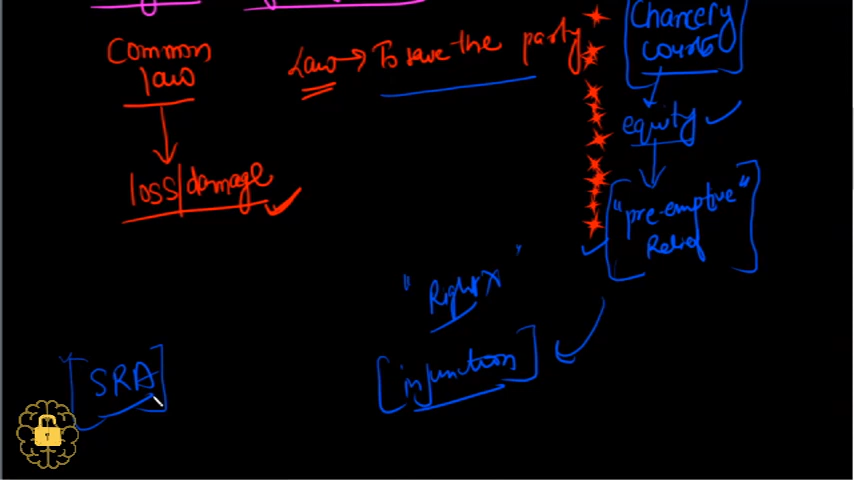 Common
law
loss/damage
Law → To save the party
Chancery
courts
equity
"pre-emptive"
Relief
"Right X"
[injunction]
[SRA]